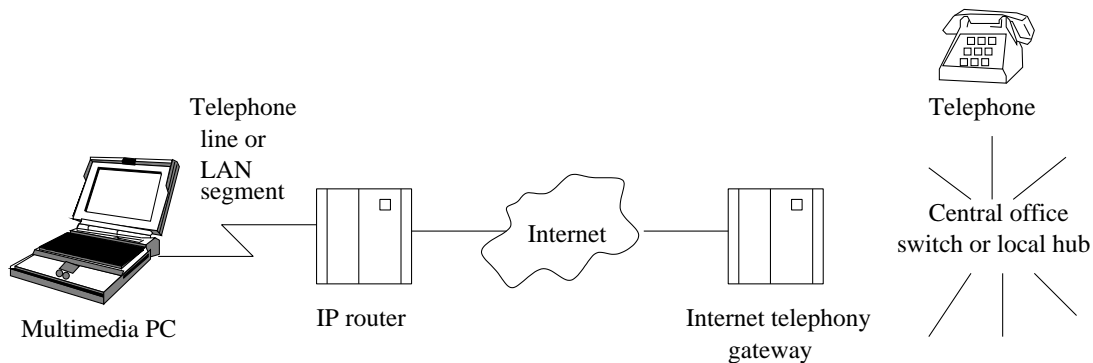 Telephone
line or
LAN
segment
Multimedia PC
IP router
Internet
Internet telephony
gateway
Telephone
Central office
switch or local hub